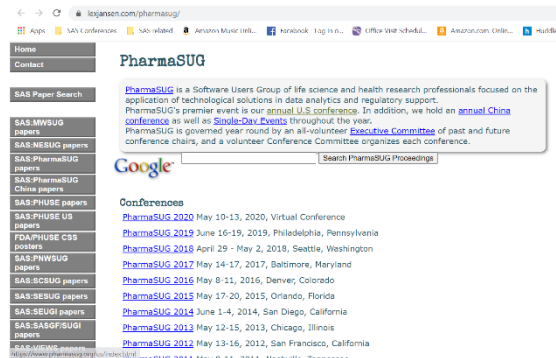 lexjansen.com/pharmasug/
Apps SAS Conferences SAS related Amazon Music Unli... Facebook - Log In o... Office Visit Schedul... Amazon.com: Onlin... Huddle
Home
Contact
SAS Paper Search
SAS:MWSUG papers
SAS:NESUG papers
SAS:PharmaSUG papers
SAS:PharmaSUG China papers
SAS:PHUSE papers
SAS:PHUSE US papers
FDA/PHUSE CSS posters
SAS:PNWSUG papers
SAS:SCSUG papers
SAS:SESUG papers
SAS:SEUGI papers
SAS:SASGF/SUGI papers
SAS:VIEWS papers
PharmaSUG
PharmaSUG is a Software Users Group of life science and health research professionals focused on the
application of technological solutions in data analytics and regulatory support.
PharmaSUG's premier event is our annual U.S conference. In addition, we hold an annual China
conference as well as Single-Day Events throughout the year.
PharmaSUG is governed year round by an all-volunteer Executive Committee of past and future
conference chairs, and a volunteer Conference Committee organizes each conference.
Google Search PharmaSUG Proceedings
Conferences
PharmaSUG 2020 May 10-13, 2020, Virtual Conference
PharmaSUG 2019 June 16-19, 2019, Philadelphia, Pennsylvania
PharmaSUG 2018 April 29 - May 2, 2018, Seattle, Washington
PharmaSUG 2017 May 14-17, 2017, Baltimore, Maryland
PharmaSUG 2016 May 8-11, 2016, Denver, Colorado
PharmaSUG 2015 May 17-20, 2015, Orlando, Florida
PharmaSUG 2014 June 1-4, 2014, San Diego, California
PharmaSUG 2013 May 12-15, 2013, Chicago, Illinois
PharmaSUG 2012 May 13-16, 2012, San Francisco, California
PharmaSUG 2011 May 8-11, 2011, Nashville, Tennessee